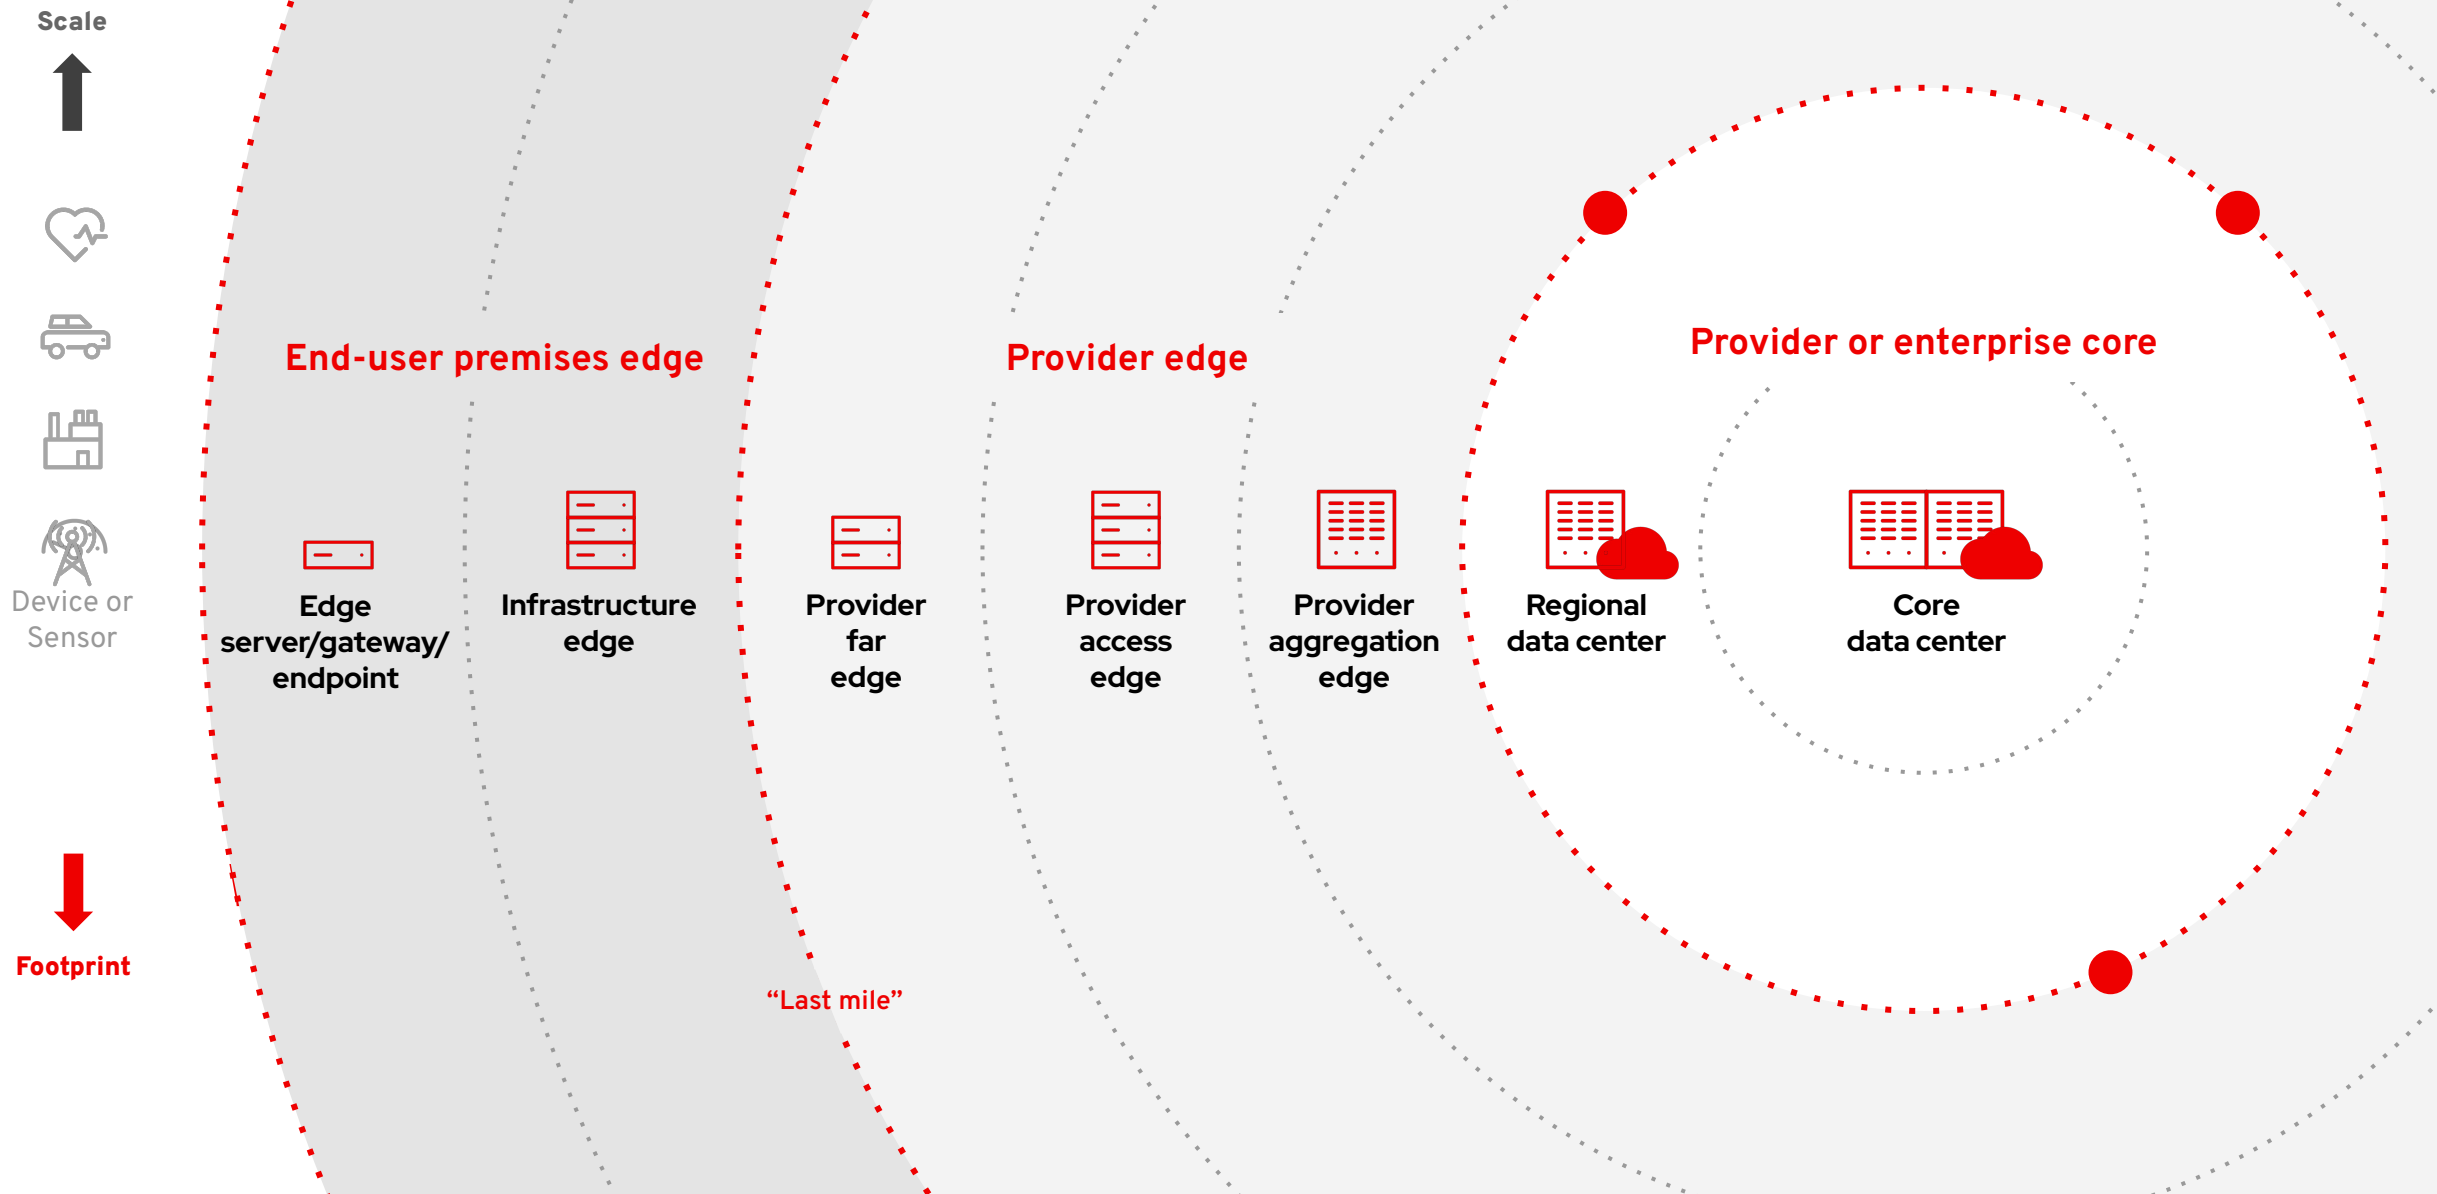 Scale
Device or
Sensor
Footprint
End-user premises edge
Edge
server/gateway/
endpoint
Infrastructure
edge
“Last mile”
Provider edge
Provider
far
edge
Provider
access
edge
Provider
aggregation
edge
Provider or enterprise core
Regional
data center
Core
data center